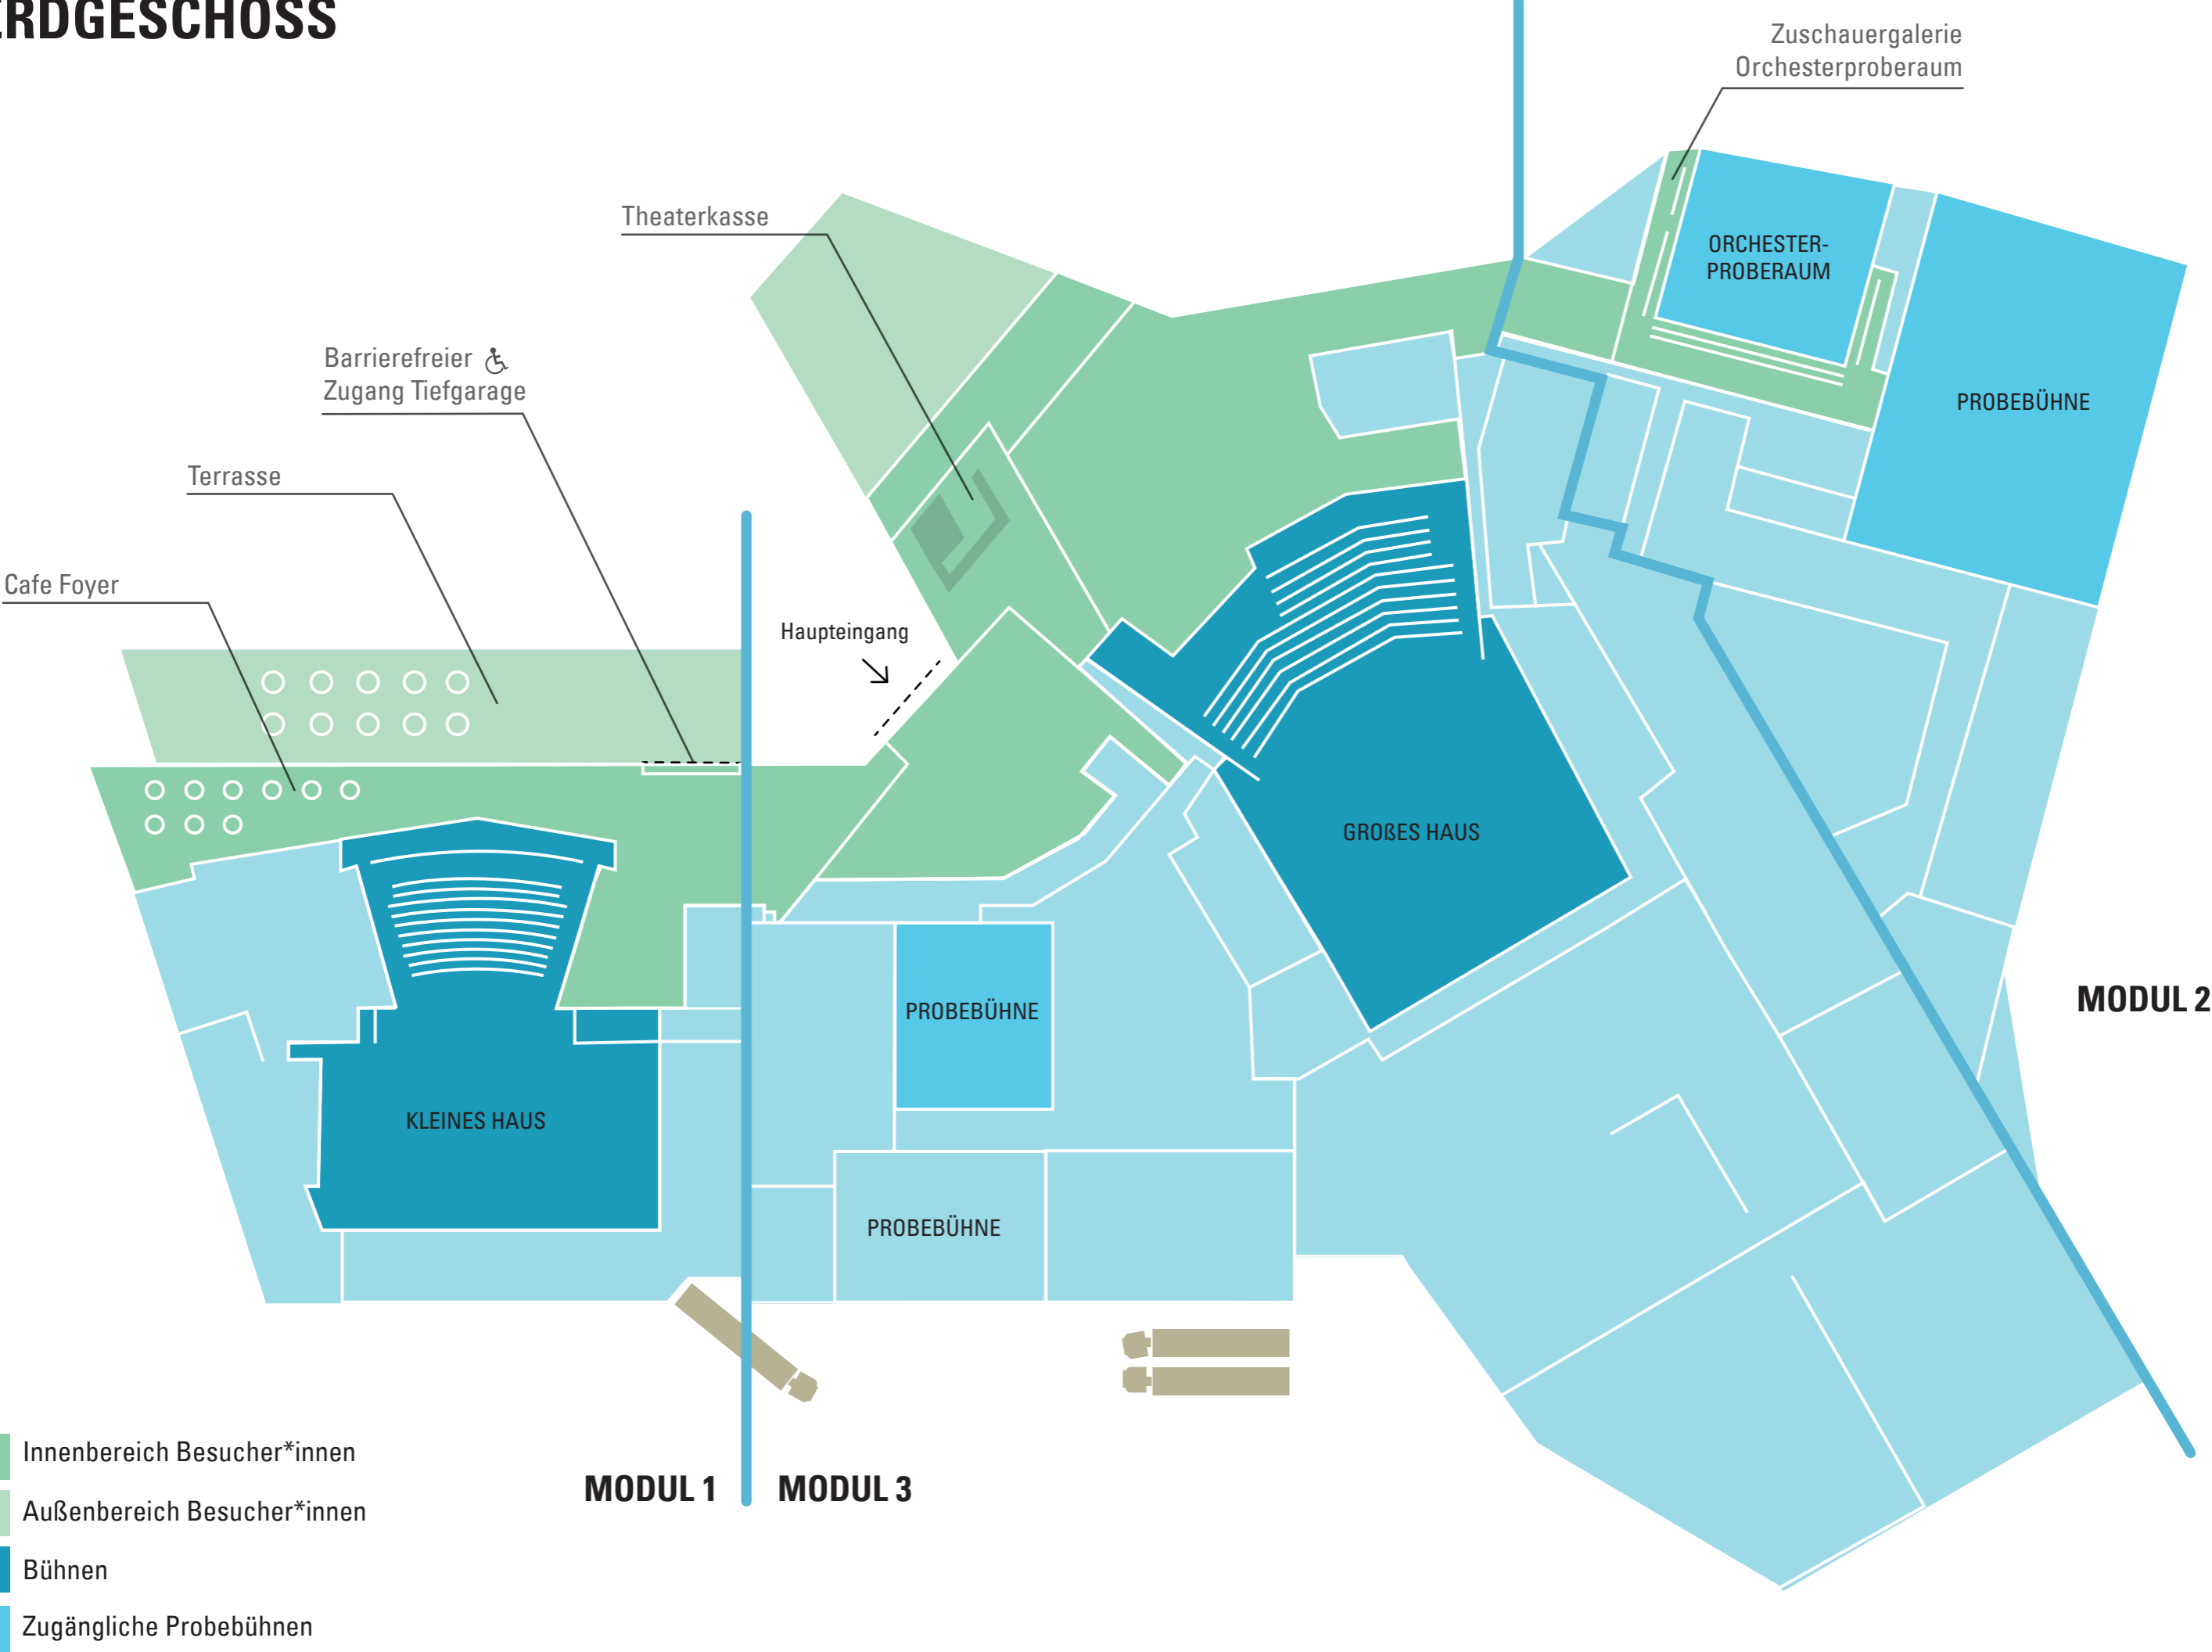 ERDGESCHOSS
Zuschauergalerie
Orchesterproberaum
Theaterkasse
ORCHESTER-
PROBERAUM
Barrierefreier
Zugang Tiefgarage
PROBEBÜHNE
Terrasse
Cafe Foyer
Haupteingang
GROßES HAUS
MODUL 2
PROBEBÜHNE
KLEINES HAUS
PROBEBÜHNE
MODUL 1
MODUL 3
Innenbereich Besucher*innen
Außenbereich Besucher*innen
Bühnen
Zugängliche Probebühnen